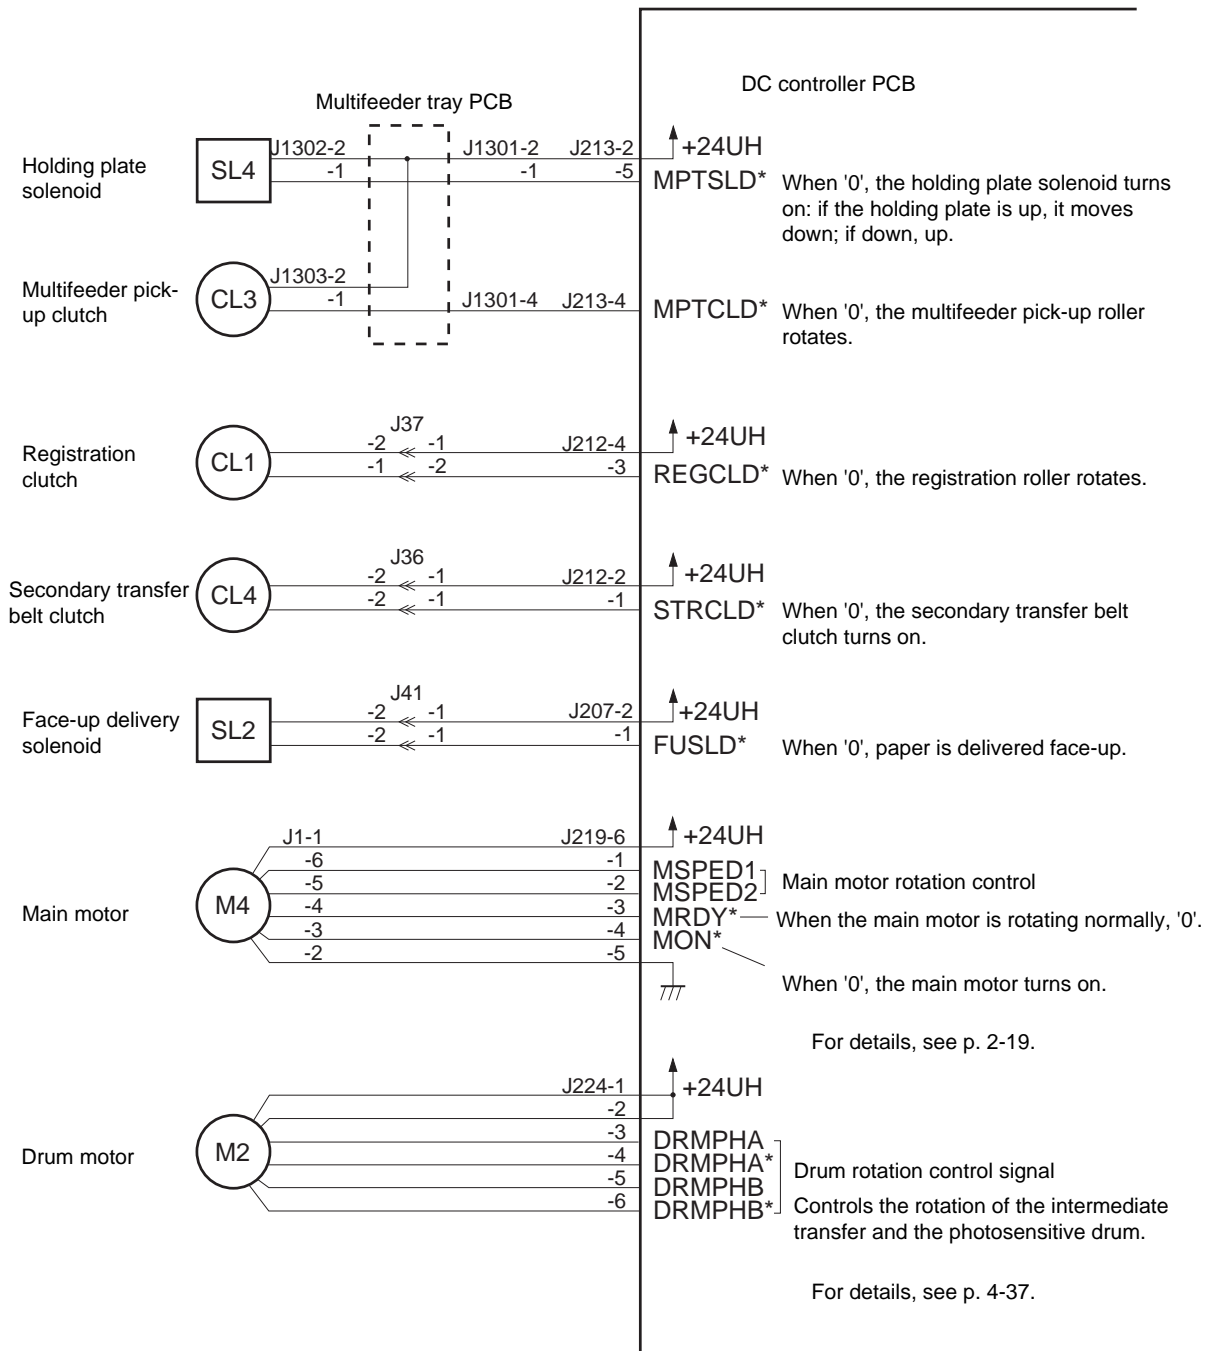 DC controller PCB
Multifeeder tray PCB
Holding plate
solenoid
SL4
J1302-2
-1
J1301-2
-1
J213-2
-5
+24UH
MPTSLD*
When '0', the holding plate solenoid turns
on: if the holding plate is up, it moves
down; if down, up.
Multifeeder pick-
up clutch
CL3
J1303-2
-1
J1301-4
J213-4
MPTCLD*
When '0', the multifeeder pick-up roller
rotates.
Registration
clutch
CL1
J37
-2
-1
-1
-2
J212-4
-3
+24UH
REGCLD*
When '0', the registration roller rotates.
Secondary transfer
belt clutch
CL4
J36
-2
-1
-2
-1
J212-2
-1
+24UH
STRCLD*
When '0', the secondary transfer belt
clutch turns on.
Face-up delivery
solenoid
SL2
J41
-2
-1
-2
-1
J207-2
-1
+24UH
FUSLD*
When '0', paper is delivered face-up.
Main motor
M4
J1-1
-6
-5
-4
-3
-2
J219-6
-1
-2
-3
-4
-5
+24UH
MSPED1
MSPED2
Main motor rotation control
MRDY*
When the main motor is rotating normally, '0'.
MON*
When '0', the main motor turns on.
For details, see p. 2-19.
Drum motor
M2
J224-1
-2
-3
-4
-5
-6
+24UH
DRMPHA
DRMPHA*
DRMPHB
DRMPHB*
Drum rotation control signal
Controls the rotation of the intermediate
transfer and the photosensitive drum.
For details, see p. 4-37.